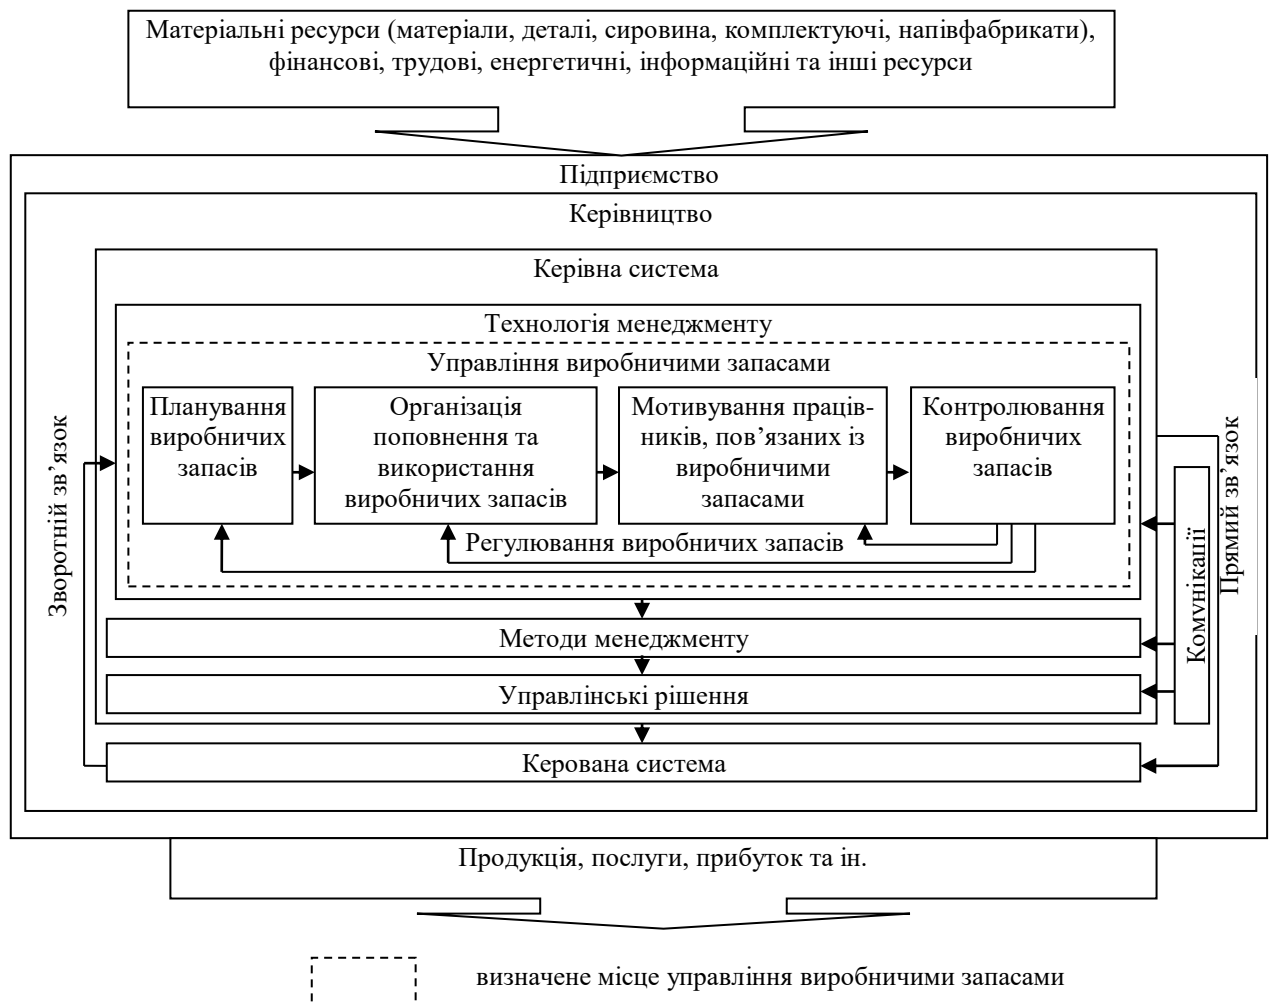 Матеріальні ресурси (матеріали, деталі, сировина, комплектуючі, напівфабрикати),
фінансові, трудові, енергетичні, інформаційні та інші ресурси
Підприємство
Керівництво
Керівна система
Технологія менеджменту
Управління виробничими запасами
Планування
виробничих
запасів
Організація
поповнення та
використання
виробничих запасів
Мотивування праців-
ників, пов’язаних із
виробничими
запасами
Контролювання
виробничих
запасів
Регулювання виробничих запасів
Зворотній зв’язок
Прямий зв’язок
Комунікації
Методи менеджменту
Управлінські рішення
Керована система
Продукція, послуги, прибуток та ін.
визначене місце управління виробничими запасами